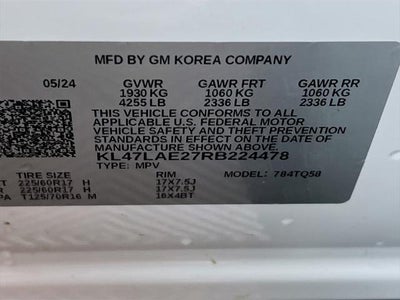 MFD BY GM KOREA COMPANY
05/24 GVWR GAWR FRT GAWR RR
1930 KG 1060 KG 1060 KG
4255 LB 2336 LB 2336 LB
THIS VEHICLE CONFORMS TO ALL
APPLICABLE U.S. FEDERAL MOTOR
VEHICLE SAFETY AND THEFT PREVENTION
STANDARDS IN EFFECT ON THE DATE OF
MANUFACTURE SHOWN ABOVE.
KL47LAE27RB224478
TYPE: MPV MODEL: 784TQ58
TIRE SIZE RIM
225/60R17 H 17X7.5J
225/60R17 H 17X7.5J
T125/70R16 M 16X4BT